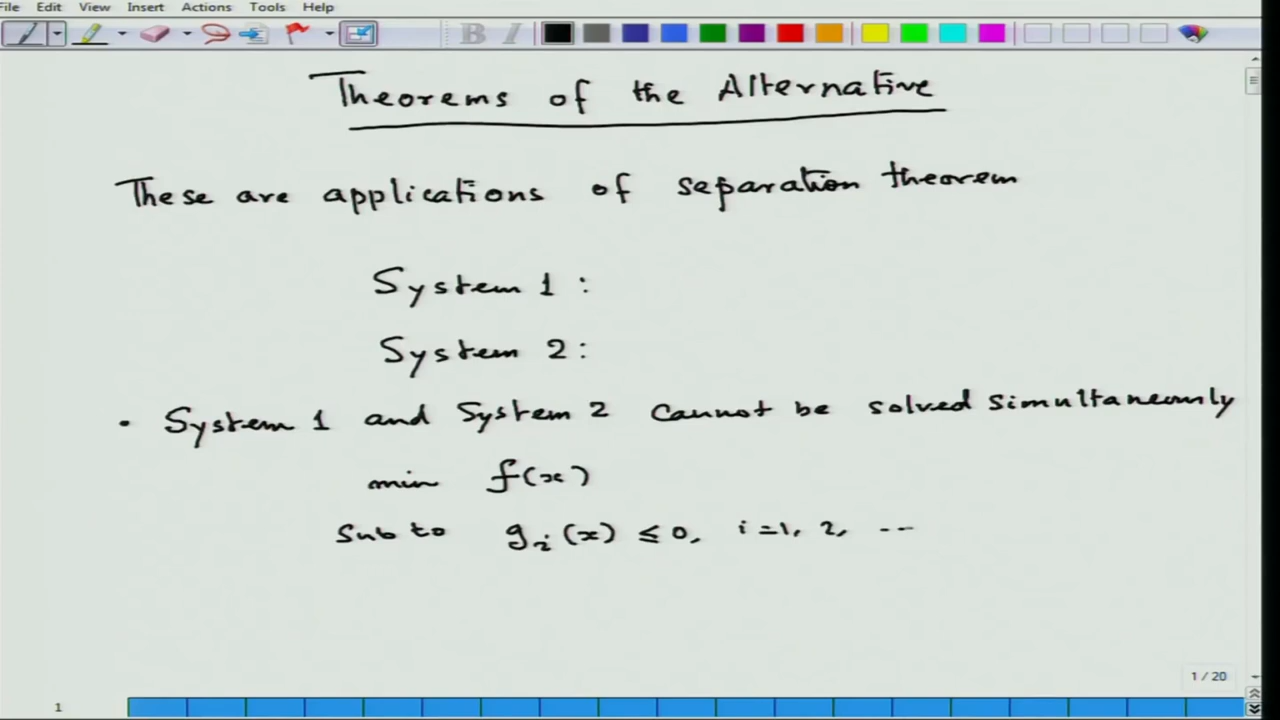 File Edit View Insert Actions Tools Help
B I
Theorems of the Alternative
These are applications of separation theorem
System 1 :
System 2 :
• System 1 and System 2 cannot be solved simultaneously
min f(x)
Sub to g_i(x) ≤ 0, i=1, 2, ...
1 / 20
1